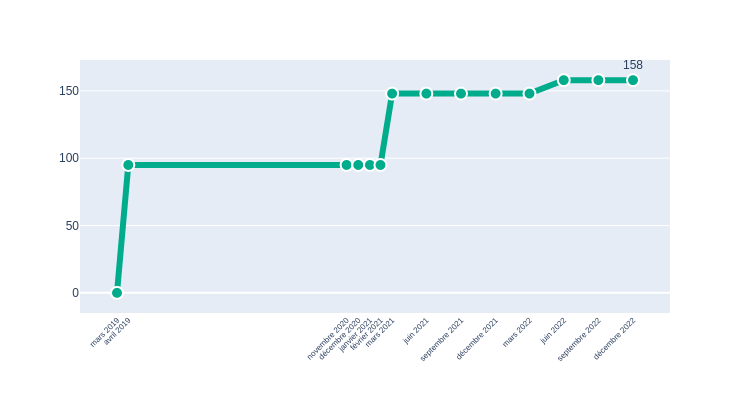 158
150
100
50
0
mars 2019
avril 2019
novembre 2020
décembre 2020
janvier 2021
février 2021
mars 2021
juin 2021
septembre 2021
décembre 2021
mars 2022
juin 2022
septembre 2022
décembre 2022